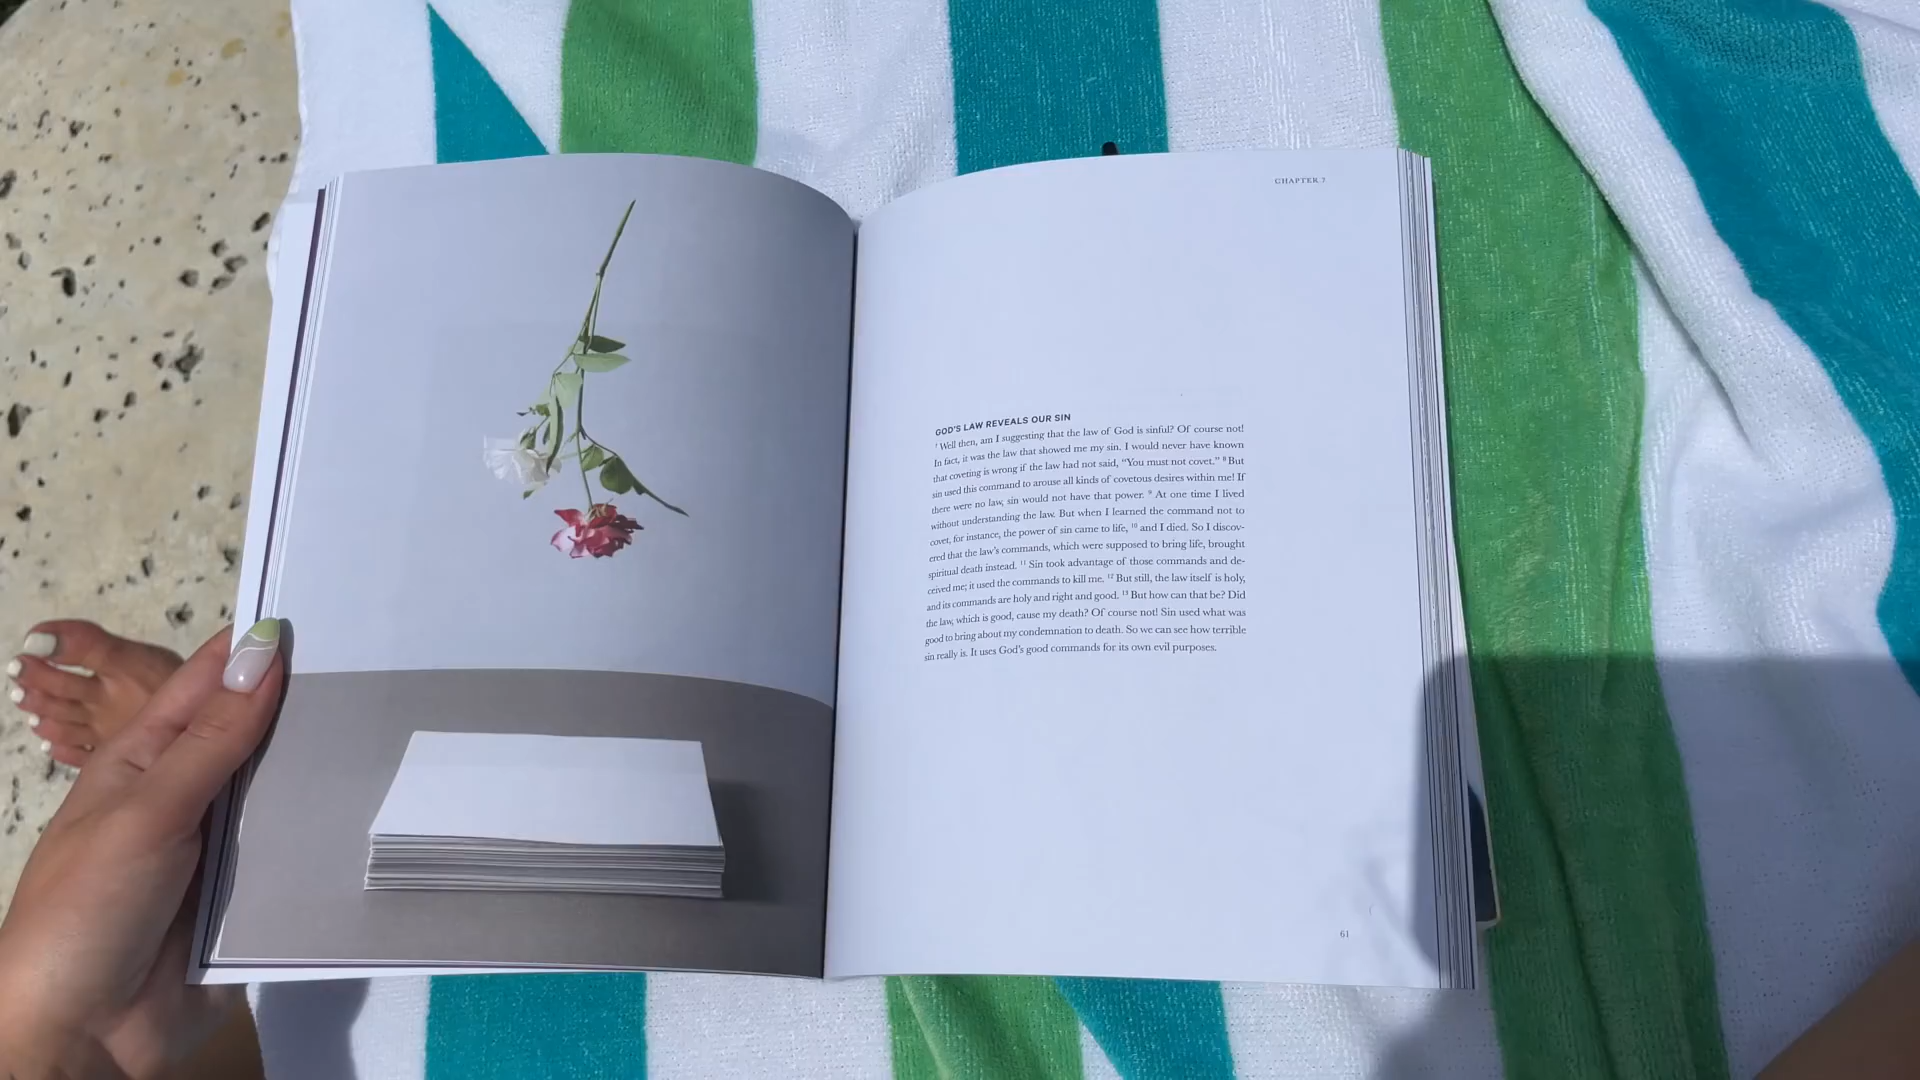 CHAPTER 7
GOD'S LAW REVEALS OUR SIN
⁷ Well then, am I suggesting that the law of God is sinful? Of course not!
In fact, it was the law that showed me my sin. I would never have known
that coveting is wrong if the law had not said, “You must not covet.” ⁸ But
sin used this command to arouse all kinds of covetous desires within me! If
there were no law, sin would not have that power. ⁹ At one time I lived
without understanding the law. But when I learned the command not to
covet, for instance, the power of sin came to life, ¹⁰ and I died. So I discov-
ered that the law’s commands, which were supposed to bring life, brought
spiritual death instead. ¹¹ Sin took advantage of those commands and de-
ceived me; it used the commands to kill me. ¹² But still, the law itself is holy,
and its commands are holy and right and good. ¹³ But how can that be? Did
the law, which is good, cause my death? Of course not! Sin used what was
good to bring about my condemnation to death. So we can see how terrible
sin really is. It uses God’s good commands for its own evil purposes.
61